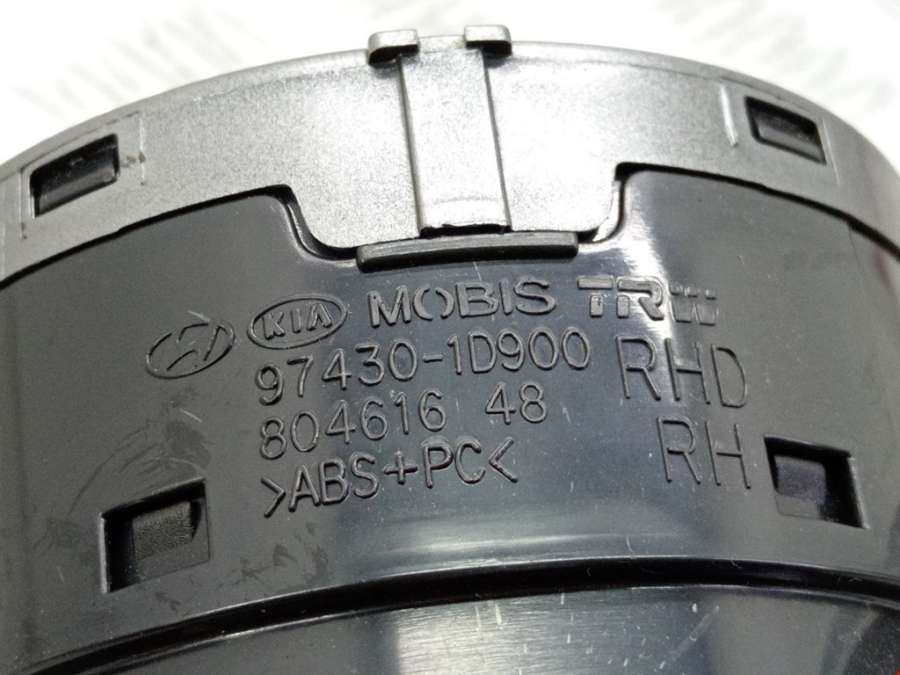 KIA MOBIS TRW
97430-1D900 RHD
804616 48 RH
>ABS+PC<